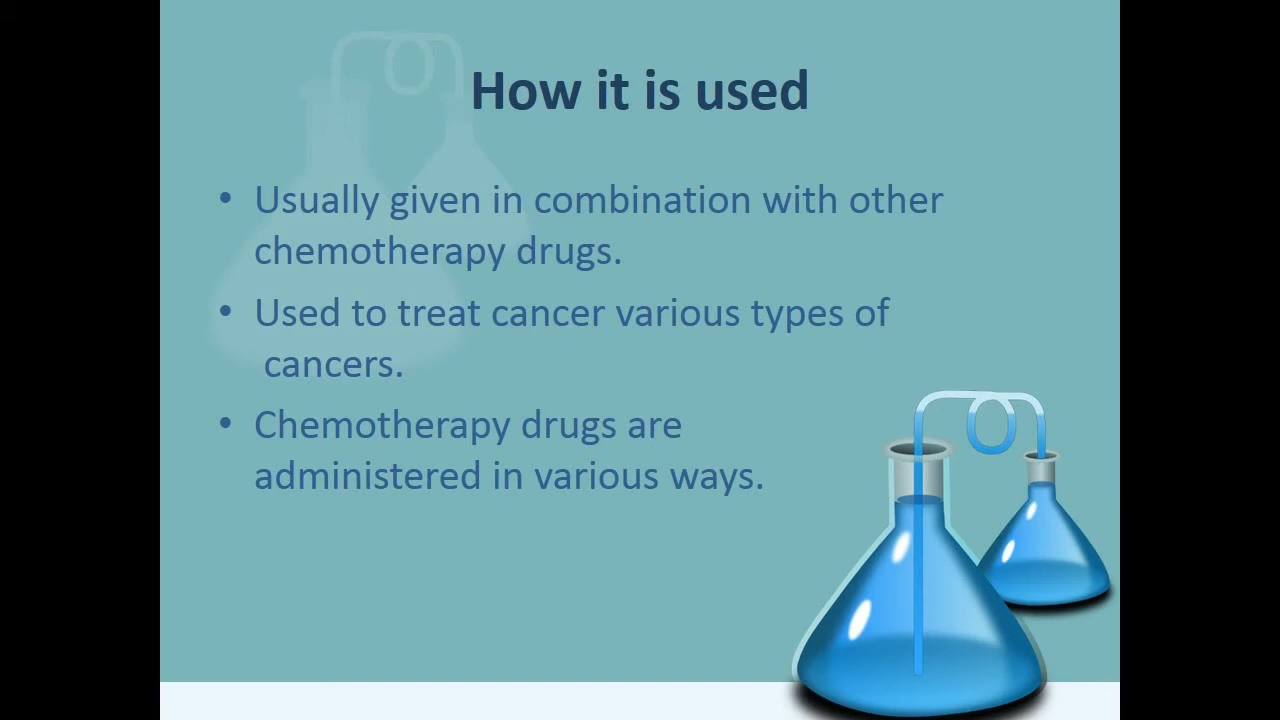 How it is used
• Usually given in combination with other
chemotherapy drugs.
• Used to treat cancer various types of
cancers.
• Chemotherapy drugs are
administered in various ways.